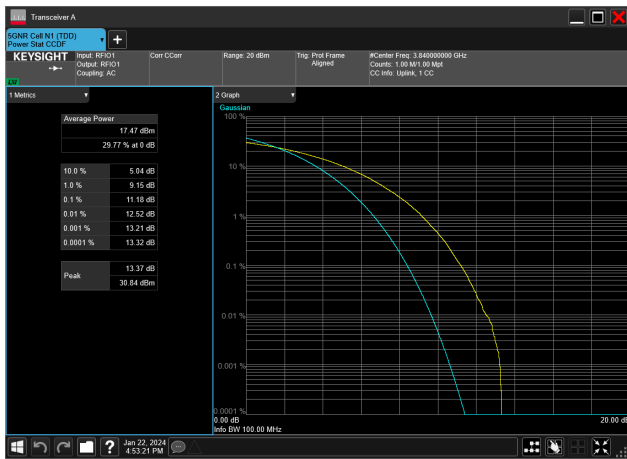 Transceiver A
5GNR Cell N1 (TDD)
Power Stat CCDF
KEYSIGHT
Input: RFIO1
Output: RFIO1
Coupling: AC
Corr CCorr
Range: 20 dBm
Trig: Prot Frame
Aligned
#Center Freq: 3.840000000 GHz
Counts: 1.00 M/1.00 Mpt
CC Info: Uplink, 1 CC
1 Metrics
Average Power
17.47 dBm
29.77 % at 0 dB
10.0 % 5.04 dB
1.0 % 9.15 dB
0.1 % 11.18 dB
0.01 % 12.52 dB
0.001 % 13.21 dB
0.0001 % 13.32 dB
Peak
13.37 dB
30.84 dBm
2 Graph
Gaussian
100 %
10 %
1 %
0.1 %
0.01 %
0.001 %
0.0001 %
0.00 dB 20.00 dB
Info BW 100.00 MHz
Jan 22, 2024
4:53:21 PM